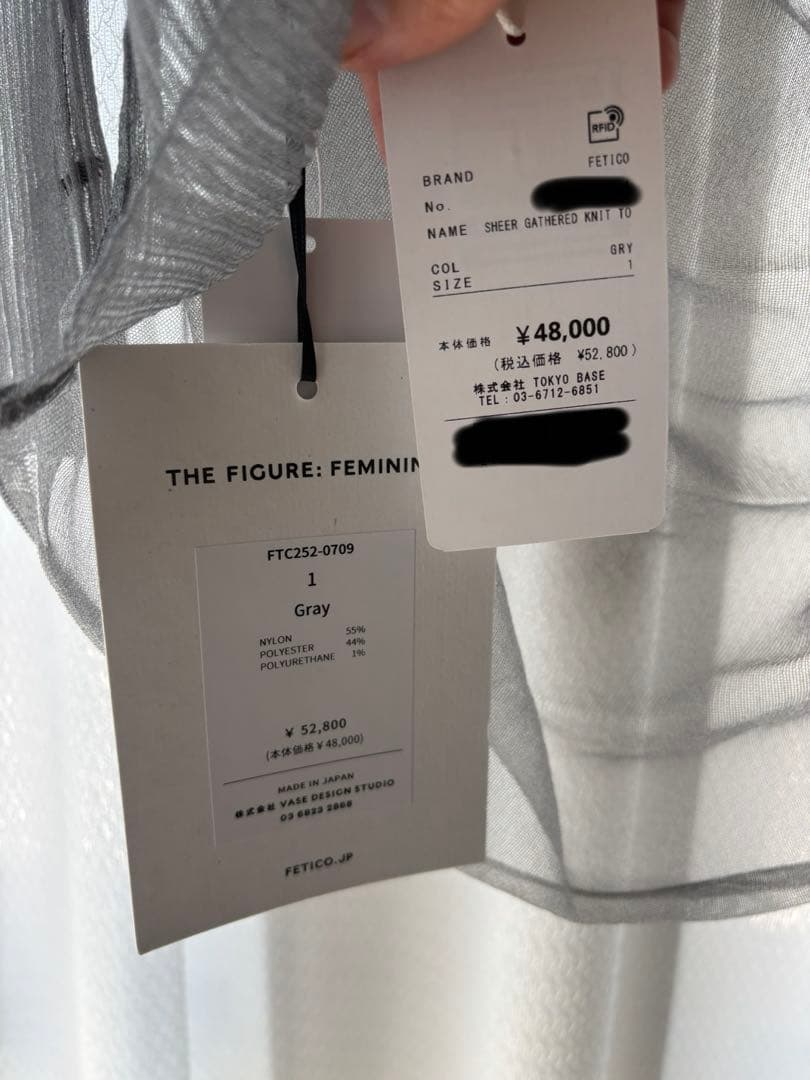 RFID
BRAND FETICO
No.
NAME SHEER GATHERED KNIT TO
COL GRY
SIZE 1
本体価格 ¥48,000
(税込価格 ¥52,800)
株式会社 TOKYO BASE
TEL:03-6712-6851
THE FIGURE: FEMININ
FTC252-0709
1
Gray
NYLON 55%
POLYESTER 44%
POLYURETHANE 1%
¥ 52,800
(本体価格¥48,000)
MADE IN JAPAN
株式会社 VASE DESIGN STUDIO
03 6823 2868
FETICO.JP